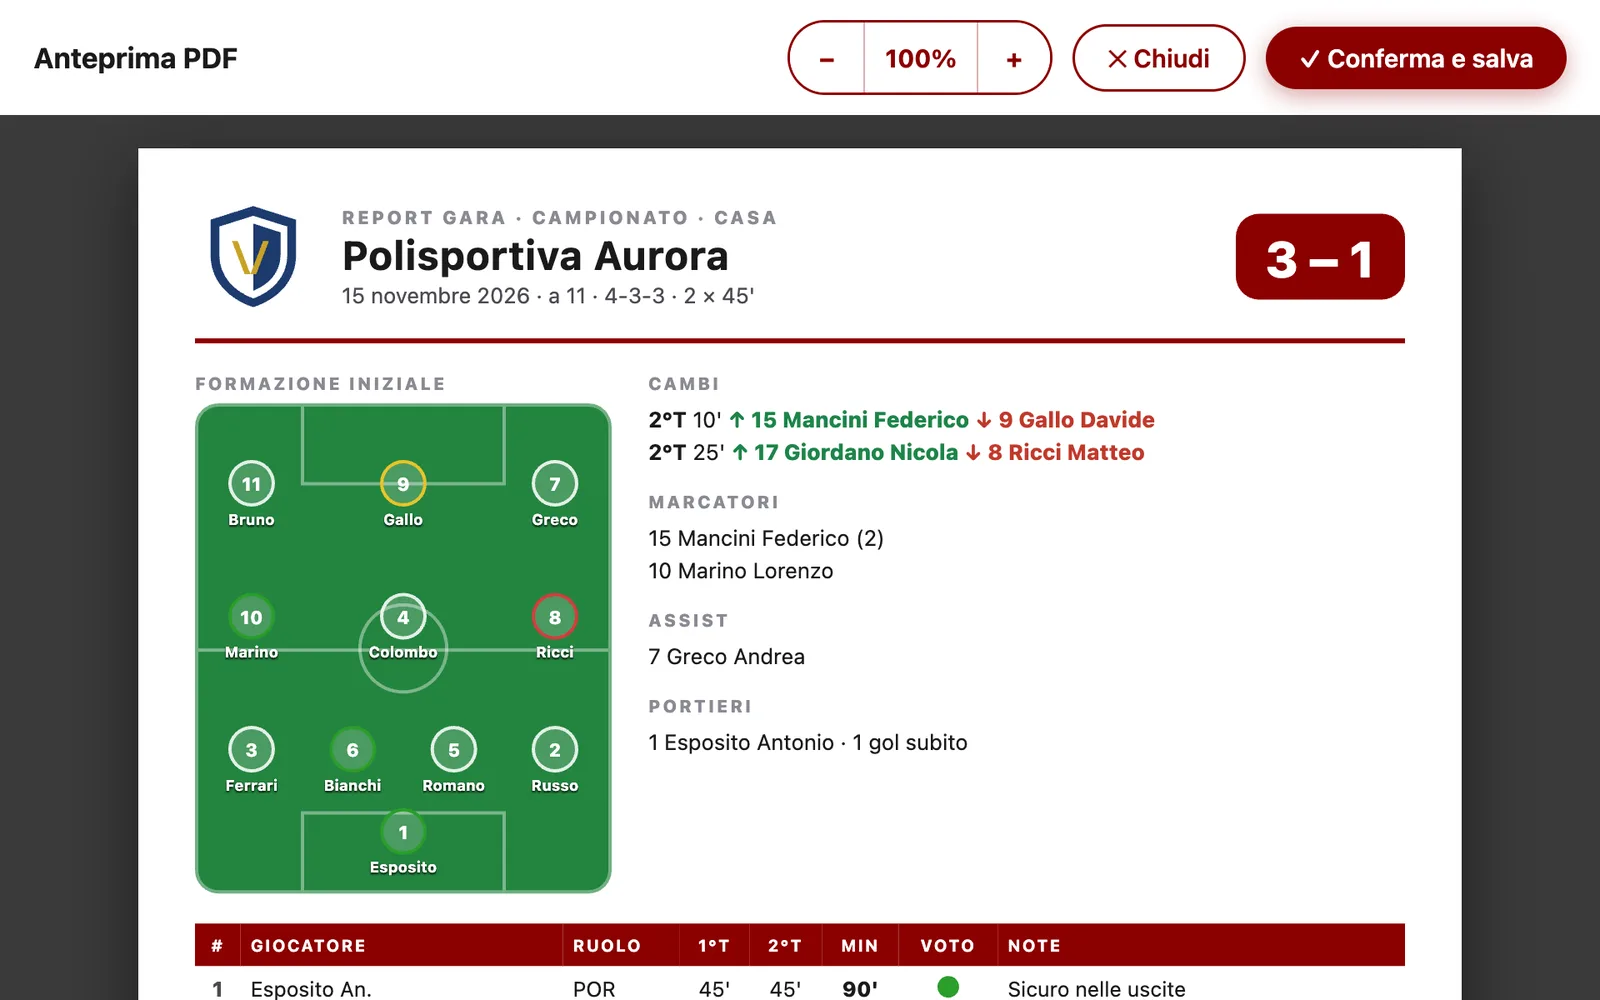 Anteprima PDF
− 100% +
✕ Chiudi
✓ Conferma e salva
V
REPORT GARA · CAMPIONATO · CASA
Polisportiva Aurora
15 novembre 2026 · a 11 · 4-3-3 · 2 × 45'
3 – 1
FORMAZIONE INIZIALE
11 9 7
Bruno Gallo Greco
10 4 8
Marino Colombo Ricci
3 6 5 2
Ferrari Bianchi Romano Russo
1
Esposito
CAMBI
2°T 10' ↑ 15 Mancini Federico ↓ 9 Gallo Davide
2°T 25' ↑ 17 Giordano Nicola ↓ 8 Ricci Matteo
MARCATORI
15 Mancini Federico (2)
10 Marino Lorenzo
ASSIST
7 Greco Andrea
PORTIERI
1 Esposito Antonio · 1 gol subito
# GIOCATORE RUOLO 1°T 2°T MIN VOTO NOTE
1 Esposito An. POR 45' 45' 90' Sicuro nelle uscite